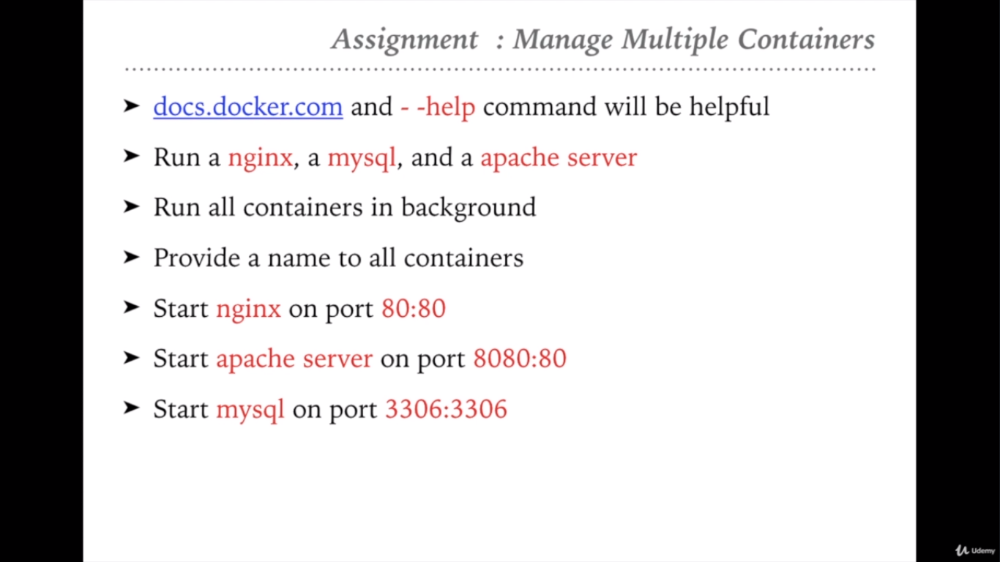 Assignment : Manage Multiple Containers
➤ docs.docker.com and - -help command will be helpful
➤ Run a nginx, a mysql, and a apache server
➤ Run all containers in background
➤ Provide a name to all containers
➤ Start nginx on port 80:80
➤ Start apache server on port 8080:80
➤ Start mysql on port 3306:3306
Udemy